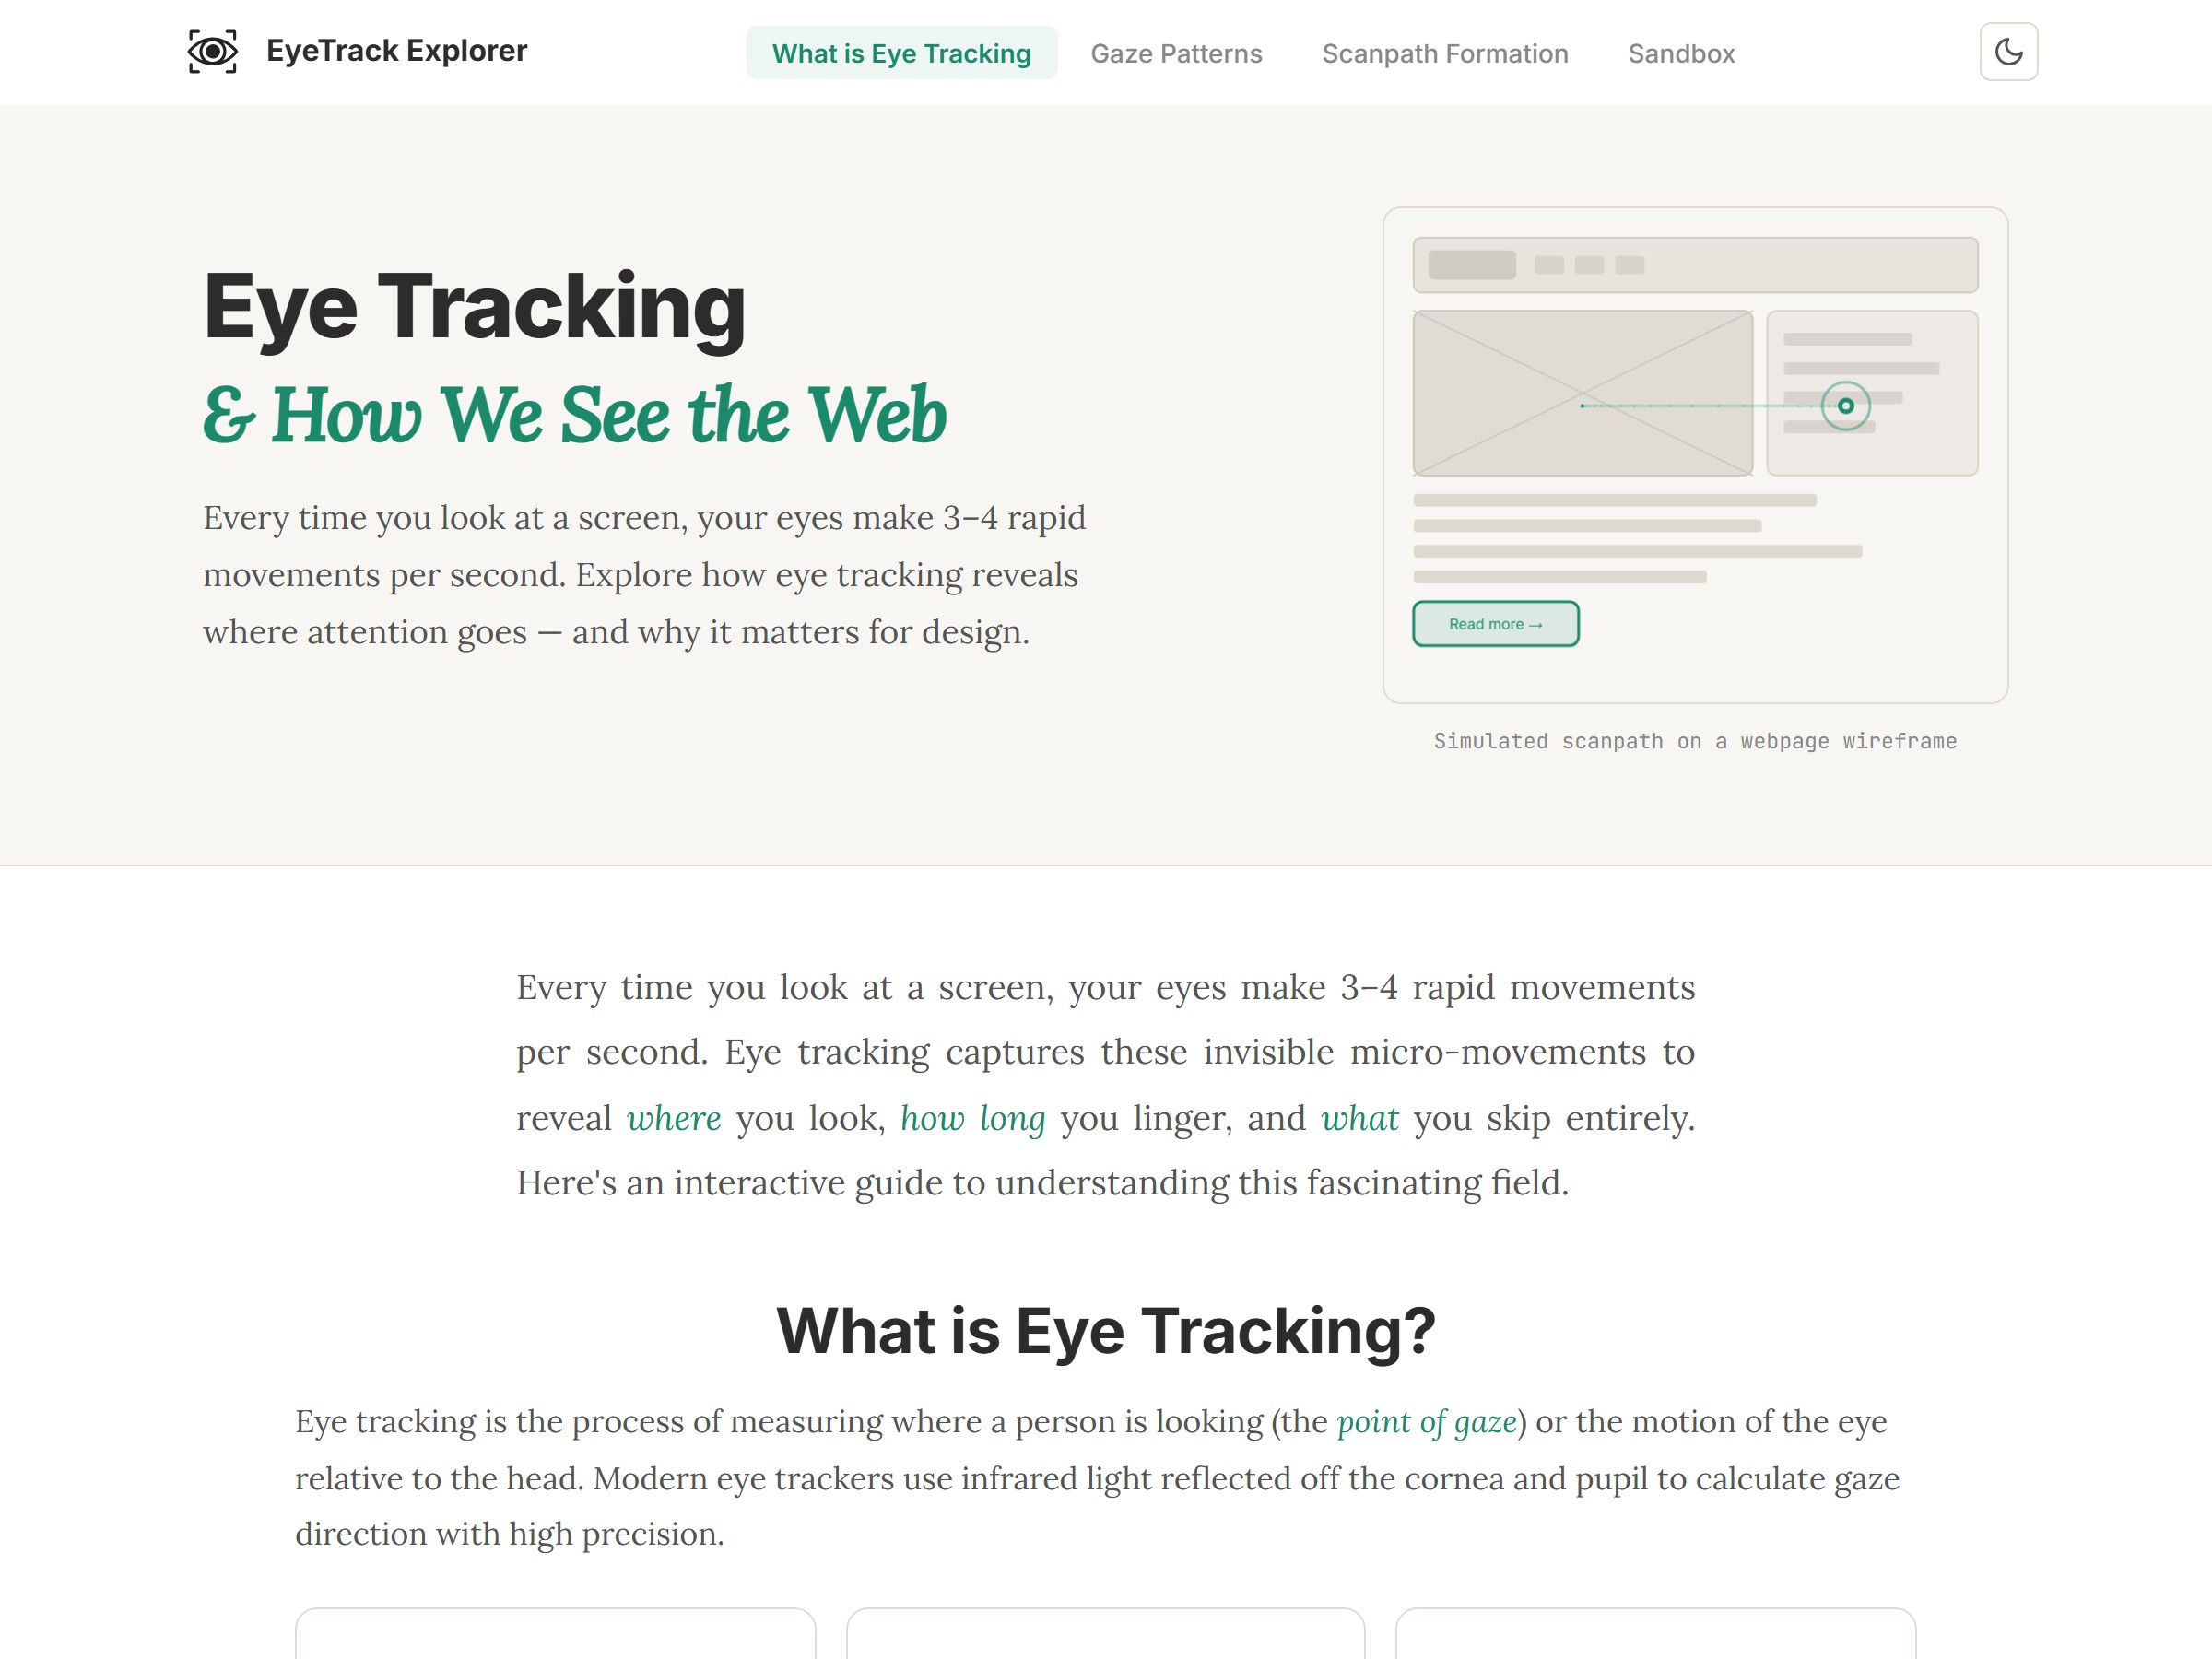 EyeTrack Explorer
What is Eye Tracking
Gaze Patterns
Scanpath Formation
Sandbox
Eye Tracking
& How We See the Web
Every time you look at a screen, your eyes make 3–4 rapid
movements per second. Explore how eye tracking reveals
where attention goes — and why it matters for design.
Read more →
Simulated scanpath on a webpage wireframe
Every time you look at a screen, your eyes make 3–4 rapid movements
per second. Eye tracking captures these invisible micro-movements to
reveal where you look, how long you linger, and what you skip entirely.
Here's an interactive guide to understanding this fascinating field.
What is Eye Tracking?
Eye tracking is the process of measuring where a person is looking (the point of gaze) or the motion of the eye
relative to the head. Modern eye trackers use infrared light reflected off the cornea and pupil to calculate gaze
direction with high precision.